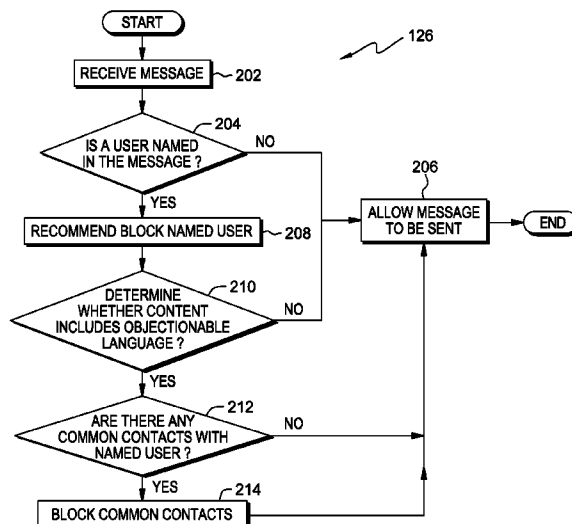 START
126
RECEIVE MESSAGE
202
204
IS A USER NAMED
IN THE MESSAGE ?
NO
YES
206
ALLOW MESSAGE
TO BE SENT
END
RECOMMEND BLOCK NAMED USER
208
210
DETERMINE
WHETHER CONTENT
INCLUDES OBJECTIONABLE
LANGUAGE ?
NO
YES
212
ARE THERE ANY
COMMON CONTACTS WITH
NAMED USER ?
NO
YES
214
BLOCK COMMON CONTACTS